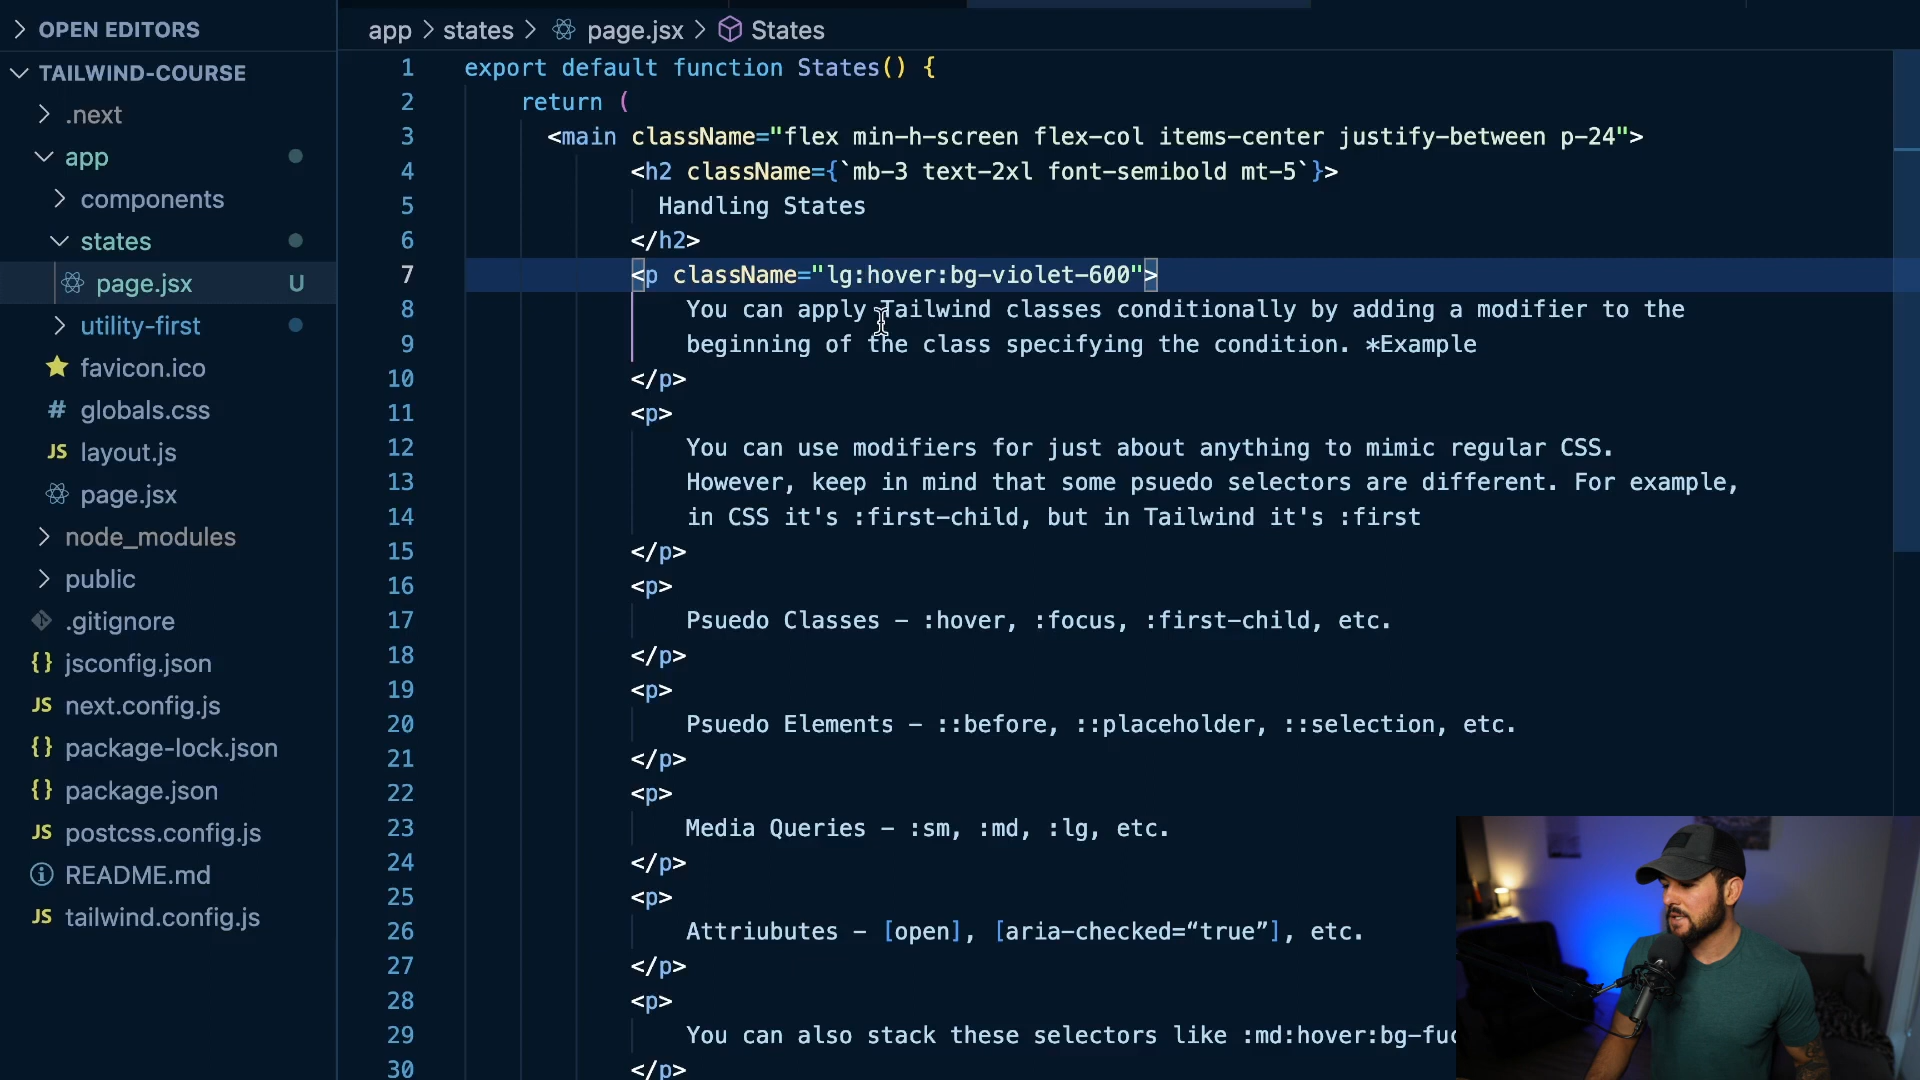 OPEN EDITORS
TAILWIND-COURSE
.next
app
components
states
page.jsx U
utility-first
favicon.ico
# globals.css
JS layout.js
page.jsx
node_modules
public
.gitignore
{} jsconfig.json
JS next.config.js
{} package-lock.json
{} package.json
JS postcss.config.js
README.md
JS tailwind.config.js
app > states > page.jsx > States
1 export default function States() {
2 return (
3 <main className="flex min-h-screen flex-col items-center justify-between p-24">
4 <h2 className={`mb-3 text-2xl font-semibold mt-5`}>
5 Handling States
6 </h2>
7 <p className="lg:hover:bg-violet-600">
8 You can apply Tailwind classes conditionally by adding a modifier to the
9 beginning of the class specifying the condition. *Example
10 </p>
11 <p>
12 You can use modifiers for just about anything to mimic regular CSS.
13 However, keep in mind that some psuedo selectors are different. For example,
14 in CSS it's :first-child, but in Tailwind it's :first
15 </p>
16 <p>
17 Psuedo Classes – :hover, :focus, :first-child, etc.
18 </p>
19 <p>
20 Psuedo Elements – ::before, ::placeholder, ::selection, etc.
21 </p>
22 <p>
23 Media Queries – :sm, :md, :lg, etc.
24 </p>
25 <p>
26 Attriubutes – [open], [aria-checked=“true”], etc.
27 </p>
28 <p>
29 You can also stack these selectors like :md:hover:bg-fuc
30 </p>